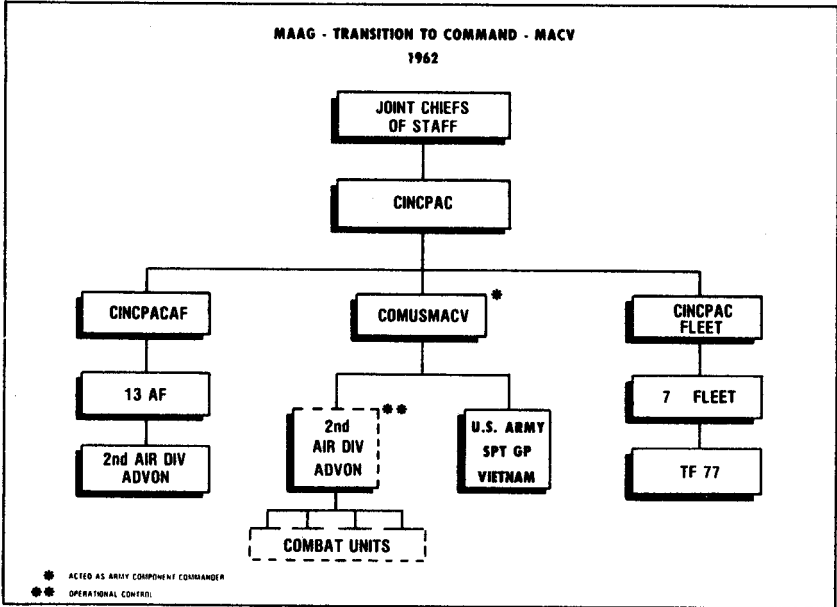 MAAG - TRANSITION TO COMMAND - MACV
1962
JOINT CHIEFS
OF STAFF
CINCPAC
CINCPACAF
COMUSMACV *
CINCPAC
FLEET
13 AF
7 FLEET
2nd
AIR DIV
ADVON
**
U.S. ARMY
SPT GP
VIETNAM
2nd AIR DIV
ADVON
TF 77
COMBAT UNITS
* ACTED AS ARMY COMPONENT COMMANDER
** OPERATIONAL CONTROL